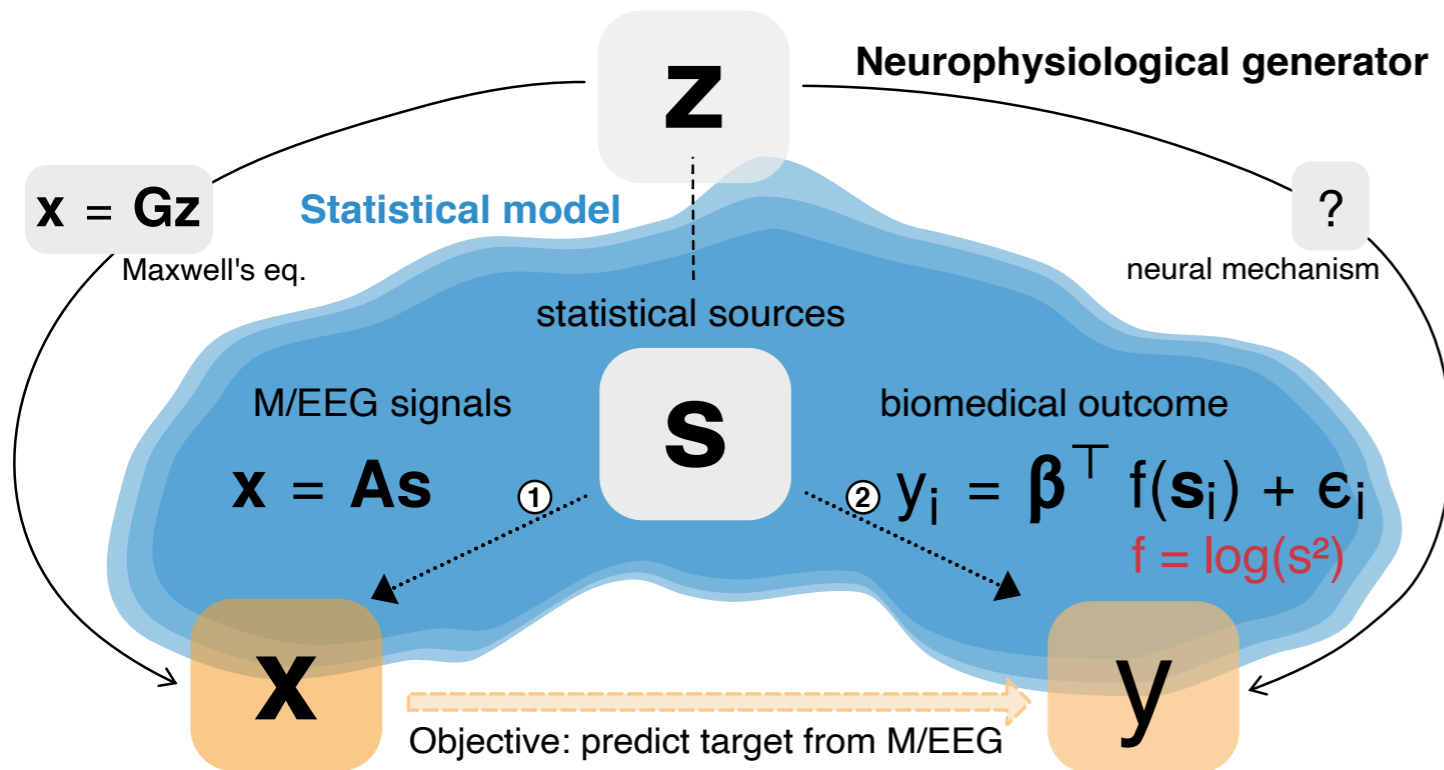 z
Neurophysiological generator
x = Gz
Maxwell's eq.
Statistical model
?
neural mechanism
statistical sources
s
M/EEG signals
x = As
①
biomedical outcome
② yᵢ = β⊤ f(sᵢ) + ϵᵢ
f = log(s²)
x
y
Objective: predict target from M/EEG